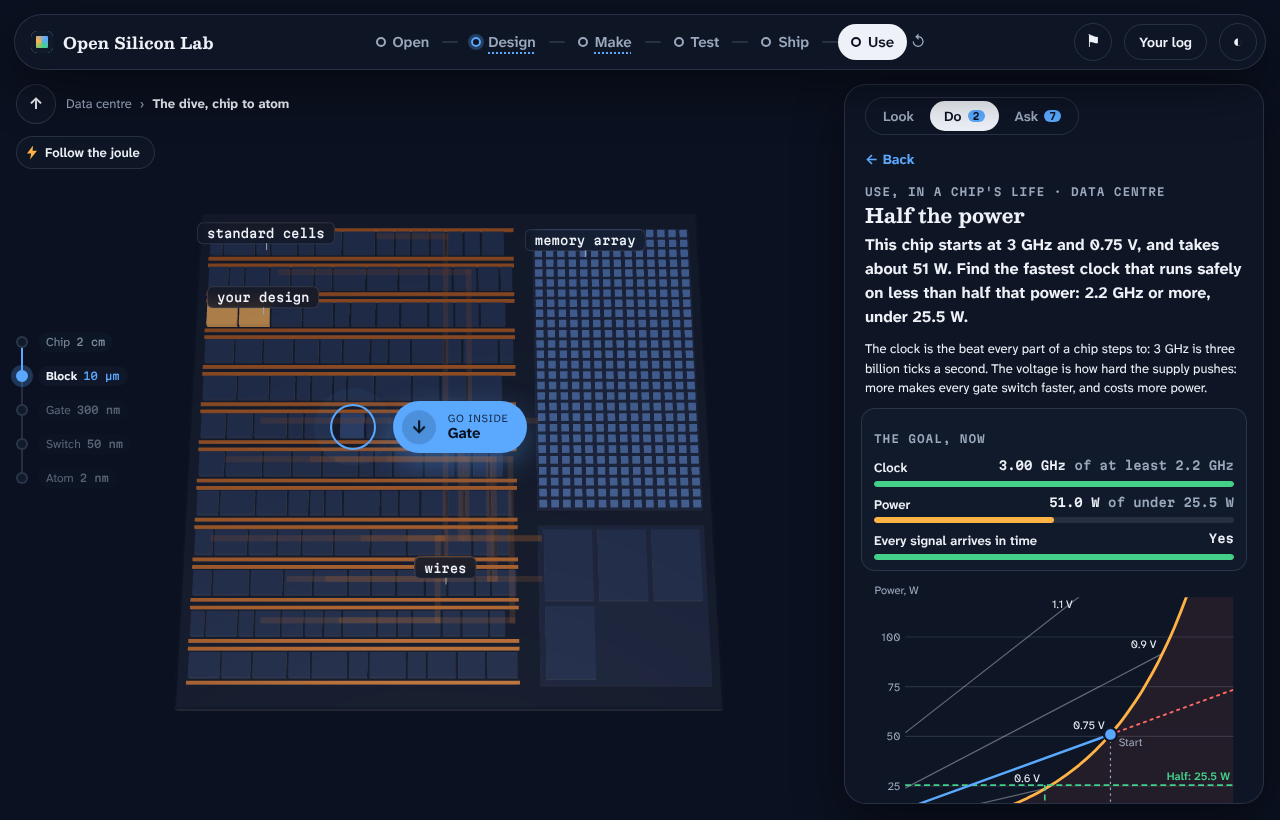 Open Silicon Lab
Open
Design
Make
Test
Ship
Use
Your log
Data centre › The dive, chip to atom
Follow the joule
standard cells
memory array
your design
GO INSIDE
Gate
wires
Chip 2 cm
Block 10 µm
Gate 300 nm
Switch 50 nm
Atom 2 nm
Look
Do 2
Ask 7
← Back
USE, IN A CHIP'S LIFE · DATA CENTRE
Half the power
This chip starts at 3 GHz and 0.75 V, and takes
about 51 W. Find the fastest clock that runs safely
on less than half that power: 2.2 GHz or more,
under 25.5 W.
The clock is the beat every part of a chip steps to: 3 GHz is three
billion ticks a second. The voltage is how hard the supply pushes:
more makes every gate switch faster, and costs more power.
THE GOAL, NOW
Clock 3.00 GHz of at least 2.2 GHz
Power 51.0 W of under 25.5 W
Every signal arrives in time Yes
Power, W
1.1 V
100
0.9 V
75
0.75 V
50
Start
0.6 V
Half: 25.5 W
25